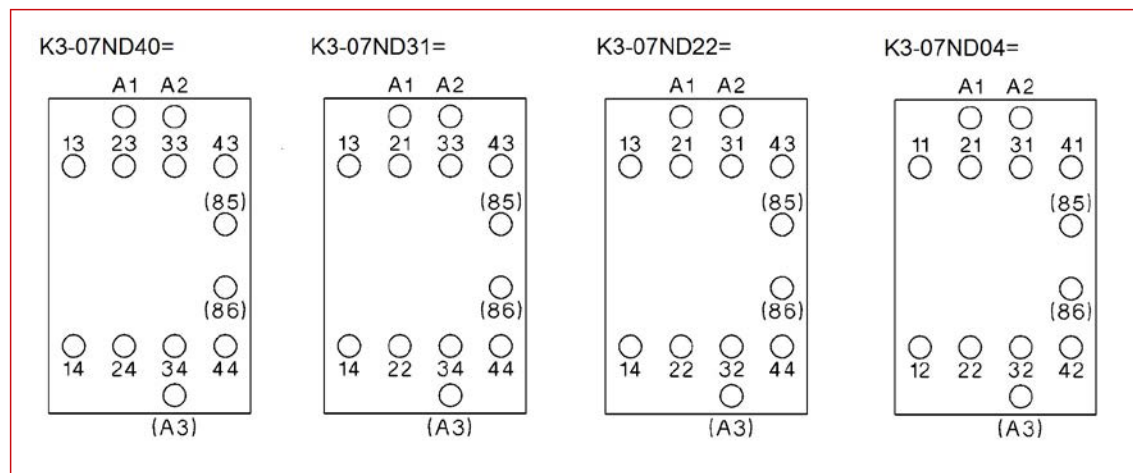 K3-07ND40= K3-07ND31= K3-07ND22= K3-07ND04=
A1 A2 A1 A2 A1 A2 A1 A2
13 23 33 43 13 21 33 43 13 21 31 43 11 21 31 41
(85) (85) (85) (85)
(86) (86) (86) (86)
14 24 34 44 14 22 34 44 14 22 32 44 12 22 32 42
(A3) (A3) (A3) (A3)